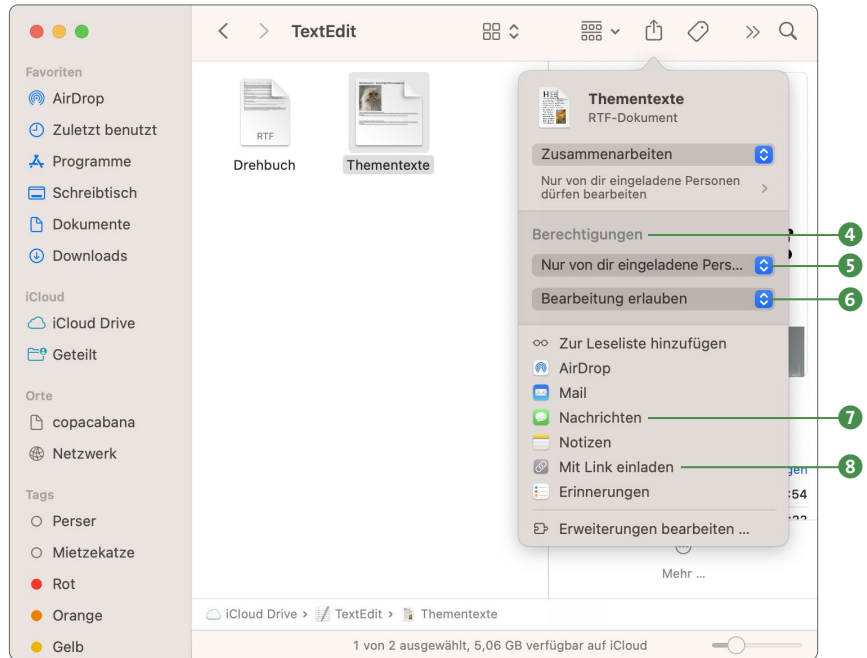 TextEdit
Favoriten
AirDrop
Zuletzt benutzt
Programme
Schreibtisch
Dokumente
Downloads
iCloud
iCloud Drive
Geteilt
Orte
copacabana
Netzwerk
Tags
Perser
Mietzekatze
Rot
Orange
Gelb
RTF
Drehbuch
Thementexte
Thementexte
RTF-Dokument
Zusammenarbeiten
Nur von dir eingeladene Personen
dürfen bearbeiten
Berechtigungen
4
Nur von dir eingeladene Pers...
5
Bearbeitung erlauben
6
Zur Leseliste hinzufügen
AirDrop
Mail
Nachrichten
7
Notizen
Mit Link einladen
8
Erinnerungen
Erweiterungen bearbeiten ...
gen
:54
Mehr ...
iCloud Drive › TextEdit › Thementexte
1 von 2 ausgewählt, 5,06 GB verfügbar auf iCloud